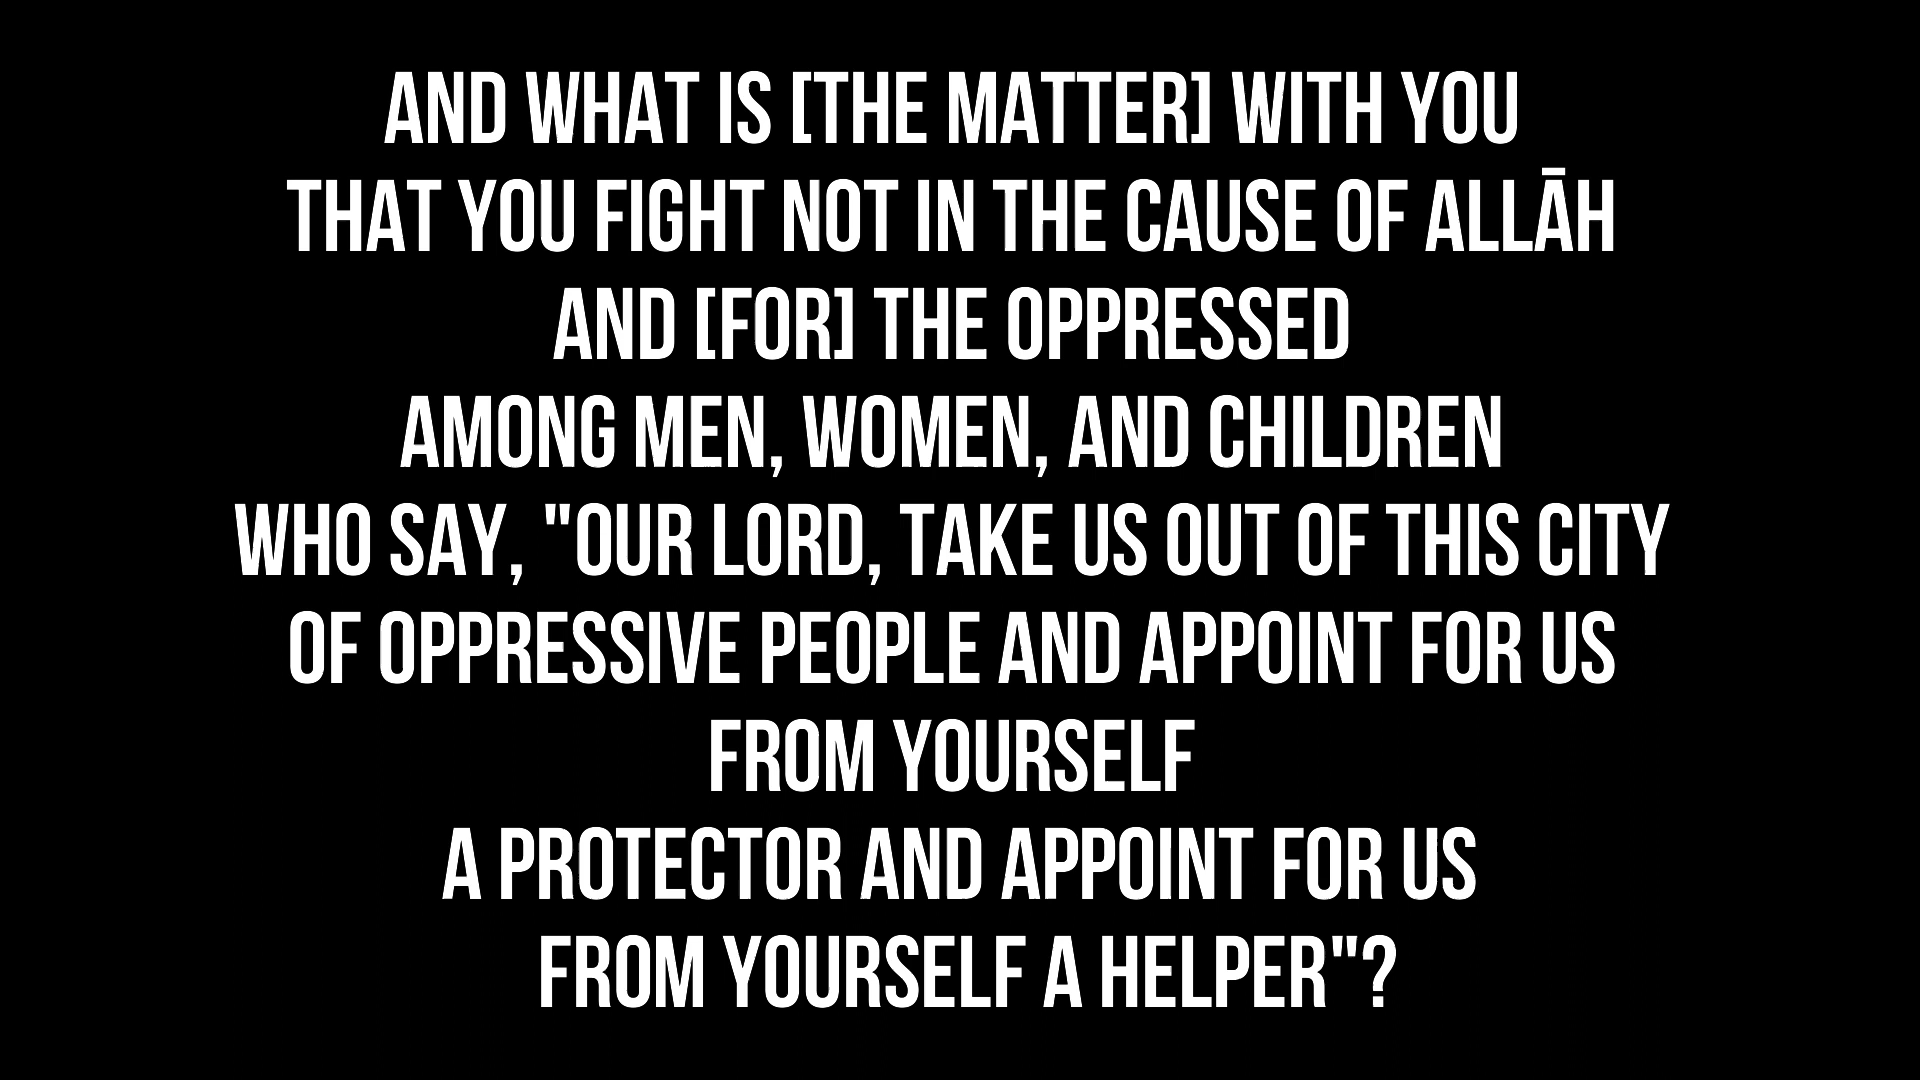 AND WHAT IS [THE MATTER] WITH YOU
THAT YOU FIGHT NOT IN THE CAUSE OF ALLĀH
AND [FOR] THE OPPRESSED
AMONG MEN, WOMEN, AND CHILDREN
WHO SAY, "OUR LORD, TAKE US OUT OF THIS CITY
OF OPPRESSIVE PEOPLE AND APPOINT FOR US
FROM YOURSELF
A PROTECTOR AND APPOINT FOR US
FROM YOURSELF A HELPER"?